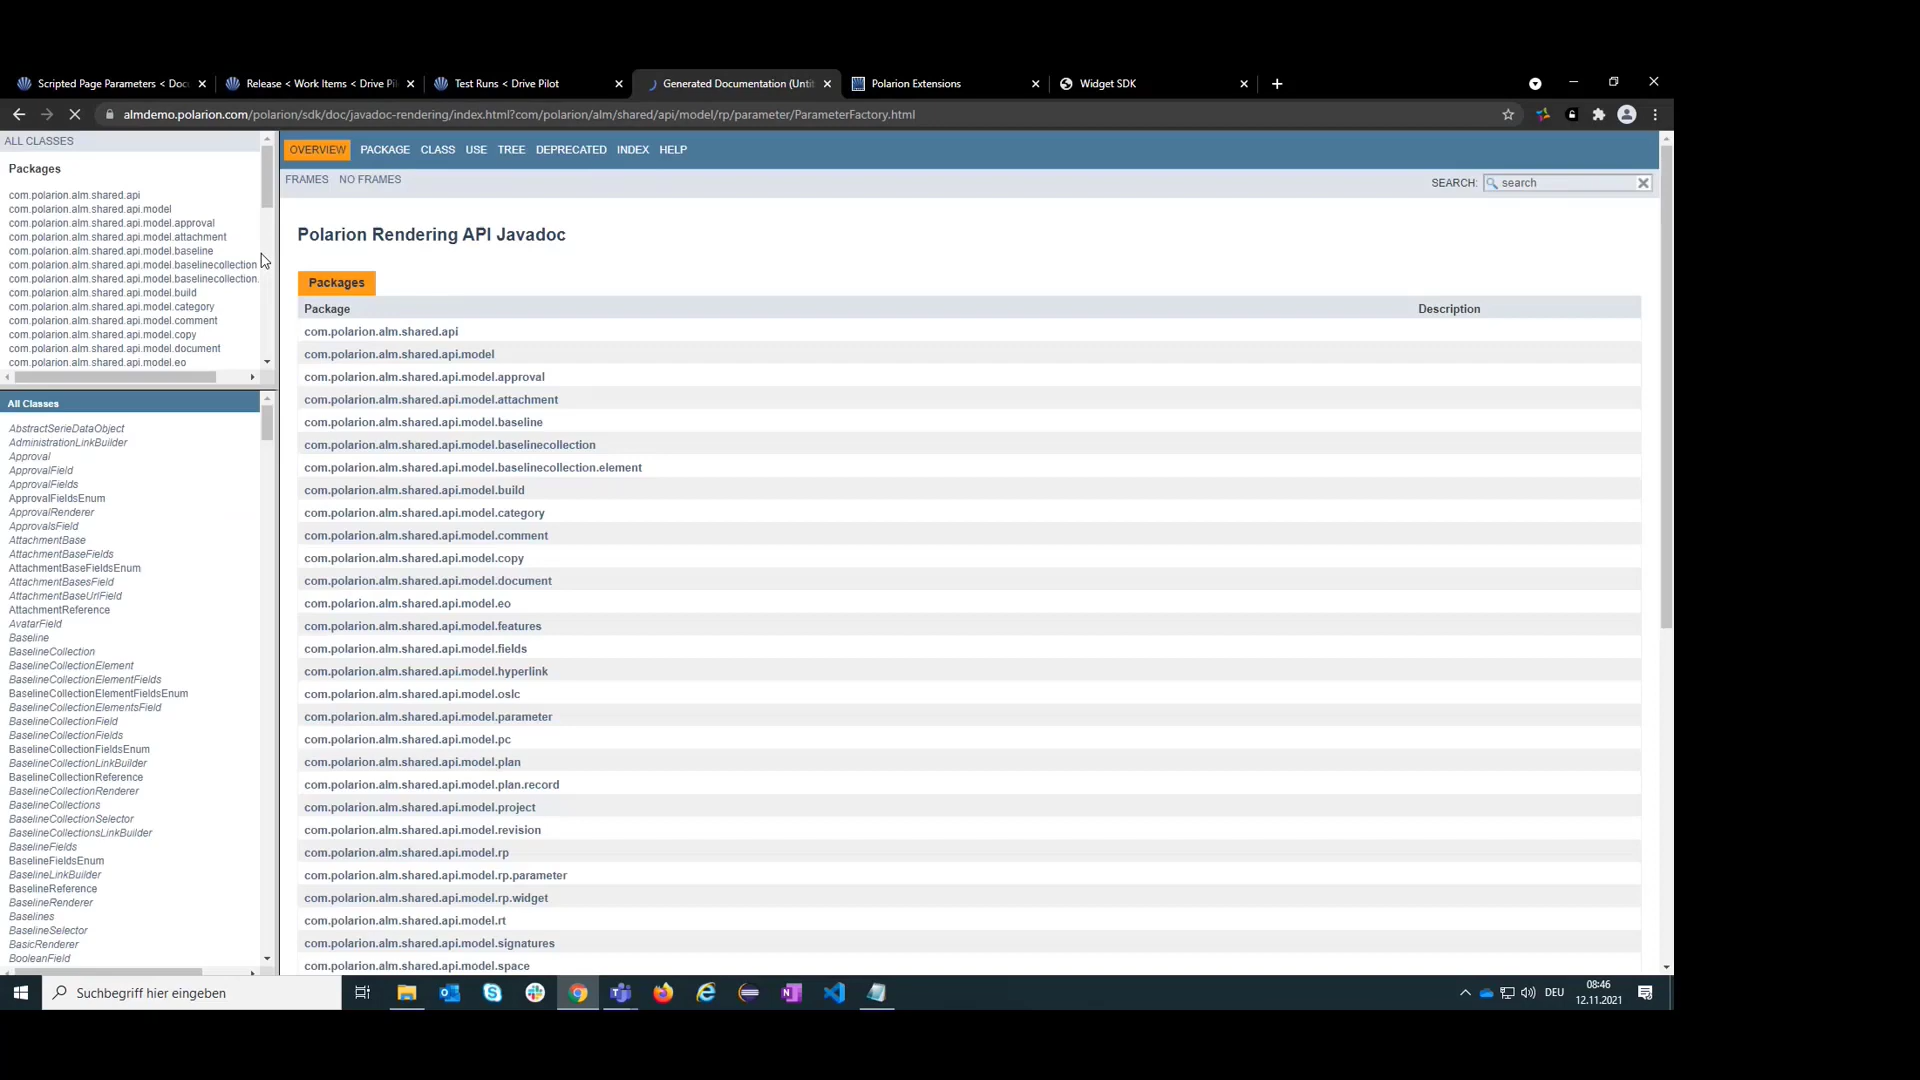 Scripted Page Parameters < Doc
Release < Work Items < Drive Pil
Test Runs < Drive Pilot
Generated Documentation (Untit
Polarion Extensions
Widget SDK
almdemo.polarion.com/polarion/sdk/doc/javadoc-rendering/index.html?com/polarion/alm/shared/api/model/rp/parameter/ParameterFactory.html
ALL CLASSES
Packages
com.polarion.alm.shared.api
com.polarion.alm.shared.api.model
com.polarion.alm.shared.api.model.approval
com.polarion.alm.shared.api.model.attachment
com.polarion.alm.shared.api.model.baseline
com.polarion.alm.shared.api.model.baselinecollection
com.polarion.alm.shared.api.model.baselinecollection.
com.polarion.alm.shared.api.model.build
com.polarion.alm.shared.api.model.category
com.polarion.alm.shared.api.model.comment
com.polarion.alm.shared.api.model.copy
com.polarion.alm.shared.api.model.document
com.polarion.alm.shared.api.model.eo
All Classes
AbstractSerieDataObject
AdministrationLinkBuilder
Approval
ApprovalField
ApprovalFields
ApprovalFieldsEnum
ApprovalRenderer
ApprovalsField
AttachmentBase
AttachmentBaseFields
AttachmentBaseFieldsEnum
AttachmentBasesField
AttachmentBaseUrlField
AttachmentReference
AvatarField
Baseline
BaselineCollection
BaselineCollectionElement
BaselineCollectionElementFields
BaselineCollectionElementFieldsEnum
BaselineCollectionElementsField
BaselineCollectionField
BaselineCollectionFields
BaselineCollectionFieldsEnum
BaselineCollectionLinkBuilder
BaselineCollectionReference
BaselineCollectionRenderer
BaselineCollections
BaselineCollectionSelector
BaselineCollectionsLinkBuilder
BaselineFields
BaselineFieldsEnum
BaselineLinkBuilder
BaselineReference
BaselineRenderer
Baselines
BaselineSelector
BasicRenderer
BooleanField
OVERVIEW PACKAGE CLASS USE TREE DEPRECATED INDEX HELP
FRAMES NO FRAMES
SEARCH: search
Polarion Rendering API Javadoc
Packages
Package Description
com.polarion.alm.shared.api
com.polarion.alm.shared.api.model
com.polarion.alm.shared.api.model.approval
com.polarion.alm.shared.api.model.attachment
com.polarion.alm.shared.api.model.baseline
com.polarion.alm.shared.api.model.baselinecollection
com.polarion.alm.shared.api.model.baselinecollection.element
com.polarion.alm.shared.api.model.build
com.polarion.alm.shared.api.model.category
com.polarion.alm.shared.api.model.comment
com.polarion.alm.shared.api.model.copy
com.polarion.alm.shared.api.model.document
com.polarion.alm.shared.api.model.eo
com.polarion.alm.shared.api.model.features
com.polarion.alm.shared.api.model.fields
com.polarion.alm.shared.api.model.hyperlink
com.polarion.alm.shared.api.model.oslc
com.polarion.alm.shared.api.model.parameter
com.polarion.alm.shared.api.model.pc
com.polarion.alm.shared.api.model.plan
com.polarion.alm.shared.api.model.plan.record
com.polarion.alm.shared.api.model.project
com.polarion.alm.shared.api.model.revision
com.polarion.alm.shared.api.model.rp
com.polarion.alm.shared.api.model.rp.parameter
com.polarion.alm.shared.api.model.rp.widget
com.polarion.alm.shared.api.model.rt
com.polarion.alm.shared.api.model.signatures
com.polarion.alm.shared.api.model.space
Suchbegriff hier eingeben
DEU
08:46
12.11.2021